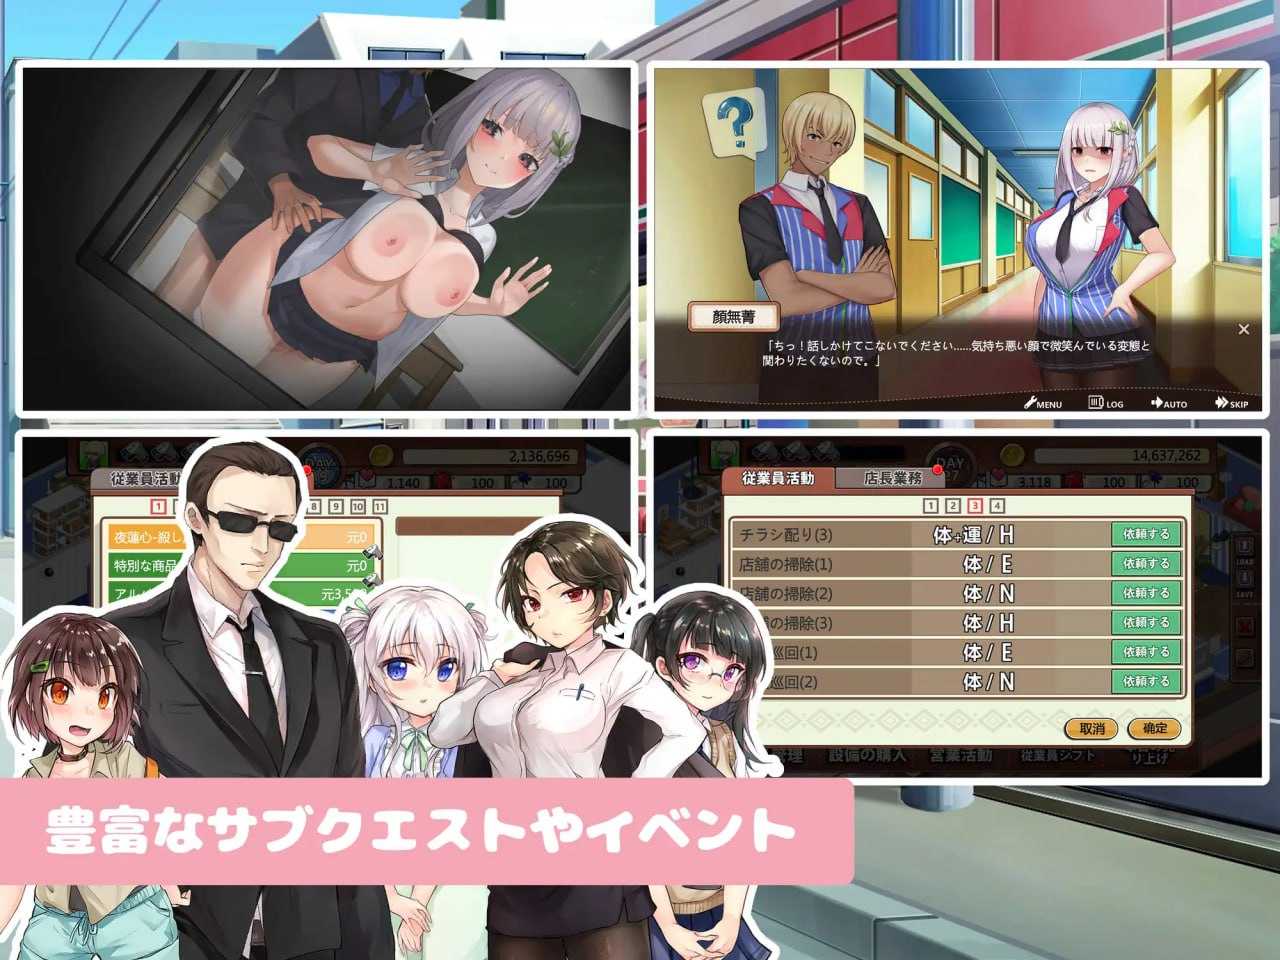 顏無菁
「ちっ！話しかけてこないでください......気持ち悪い顔で微笑んでいる変態と
関わりたくないので。」
MENU
LOG
AUTO
SKIP
2,136,696
1,140
100
100
従業員活動
1
8
9
10
11
元0
特別な商品
元0
DAY
14,637,262
3,118
100
100
従業員活動
店長業務
1
2
3
4
チラシ配り(3)
体+運/H
依頼する
店舗の掃除(1)
体/E
依頼する
店舗の掃除(2)
体/N
依頼する
舗の掃除(3)
体/H
依頼する
巡回(1)
体/E
依頼する
巡回(2)
体/N
依頼する
取消
确定
設備の購入
営業活動
従業員シフト
LOAD
SAVE
豊富なサブクエストやイベント